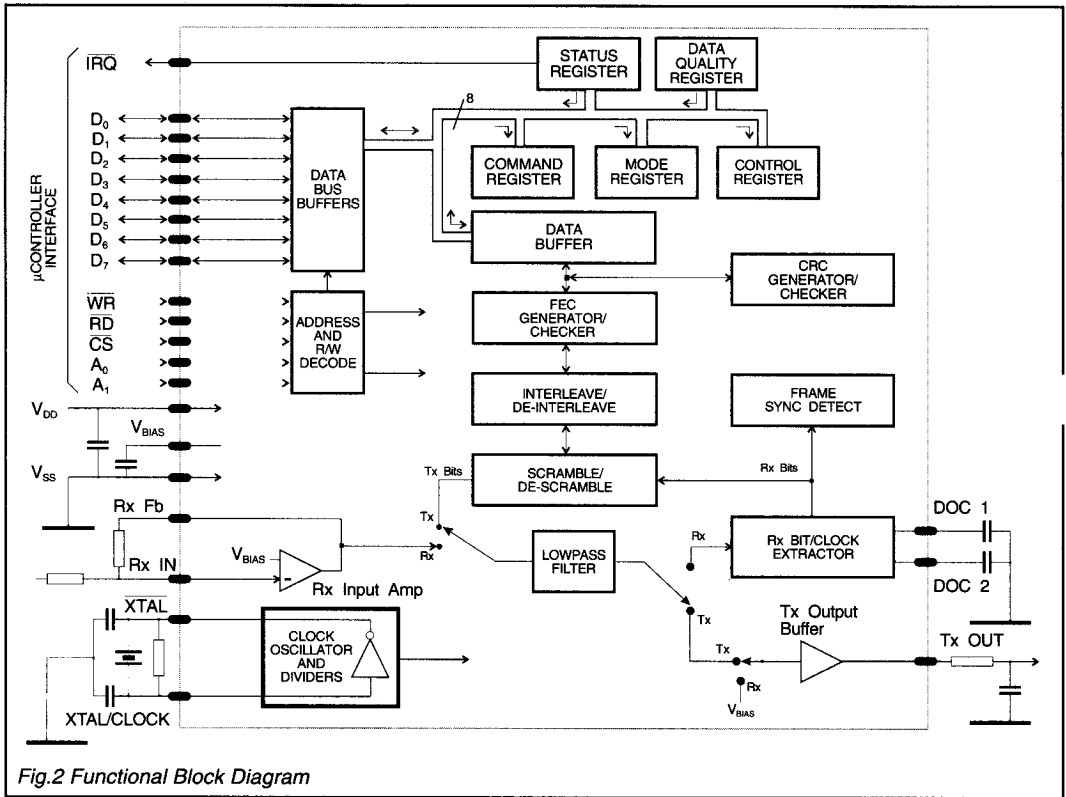 STATUS
REGISTER
DATA
QUALITY
REGISTER
IRQ
8
D0
D1
D2
D3
D4
D5
D6
D7
µCONTROLLER
INTERFACE
DATA
BUS
BUFFERS
COMMAND
REGISTER
MODE
REGISTER
CONTROL
REGISTER
DATA
BUFFER
CRC
GENERATOR/
CHECKER
FEC
GENERATOR/
CHECKER
WR
RD
CS
A0
A1
ADDRESS
AND
R/W
DECODE
INTERLEAVE/
DE-INTERLEAVE
FRAME
SYNC DETECT
VDD
VBIAS
VSS
SCRAMBLE/
DE-SCRAMBLE
Tx Bits
Rx Bits
Rx Fb
Rx IN
VBIAS
Rx Input Amp
Tx
Rx
LOWPASS
FILTER
Rx
Tx
Rx BIT/CLOCK
EXTRACTOR
DOC 1
DOC 2
XTAL
XTAL/CLOCK
CLOCK
OSCILLATOR
AND
DIVIDERS
Tx Output
Buffer
Tx
Rx
VBIAS
Tx OUT
Fig.2 Functional Block Diagram